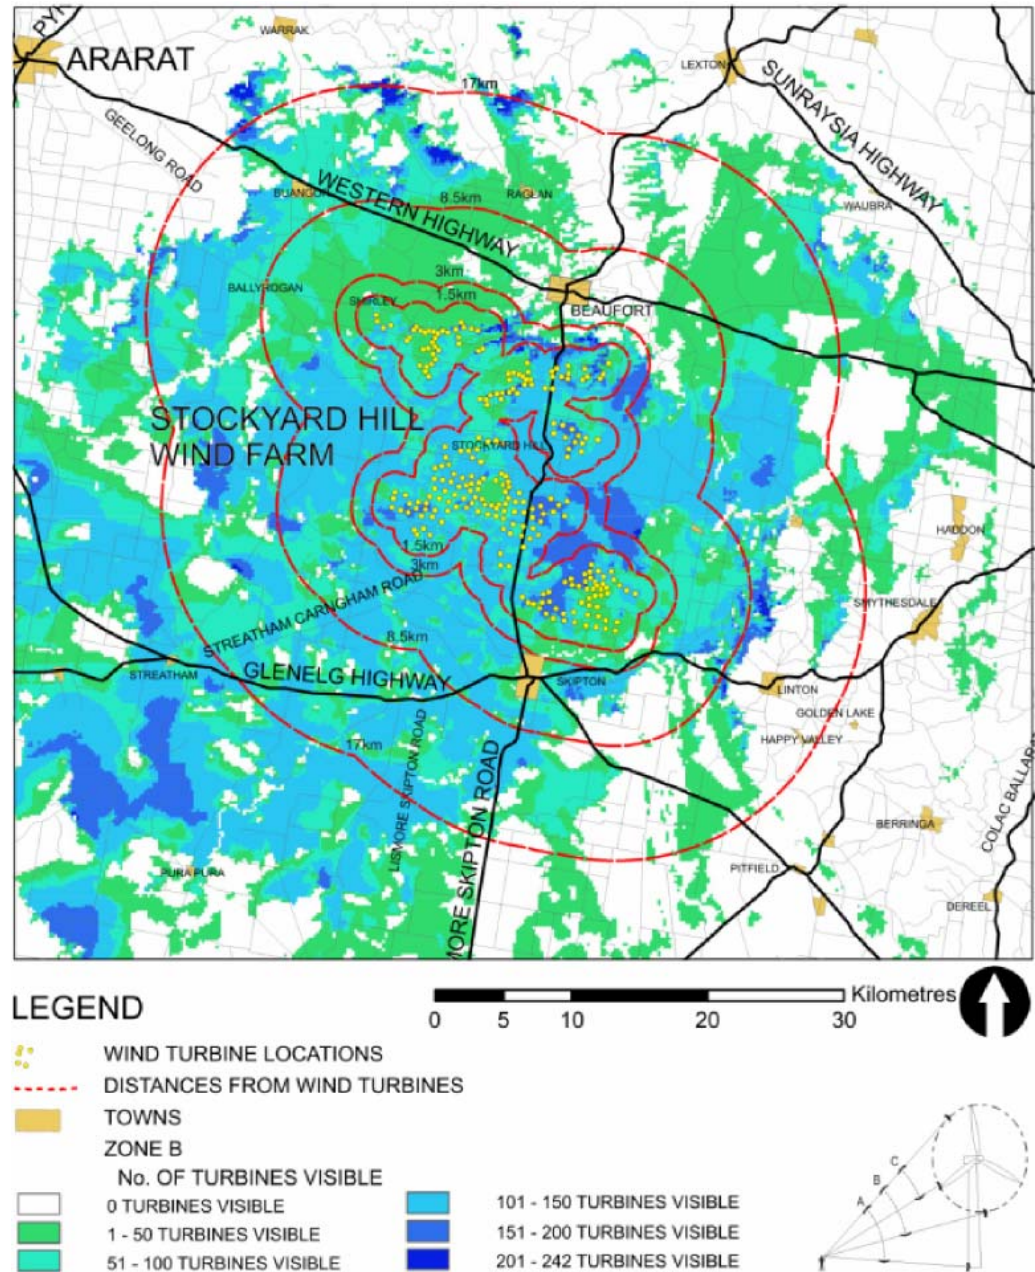 PYR
WARRAK
ARARAT
LEXTON
17km
SUNRAYSIA HIGHWAY
GEELONG ROAD
BUANGOR
WESTERN HIGHWAY
8.5km
RAGLAN
WAUBRA
3km
BALLYROGAN
SHIRLEY
1.5km
BEAUFORT
STOCKYARD HILL
WIND FARM
STOCKYARD HILL
HADDON
1.5km
3km
STREATHAM CARNGHAM ROAD
SMYTHESDALE
8.5km
GLENELG HIGHWAY
STREATHAM
SKIPTON
LINTON
GOLDEN LAKE
HAPPY VALLEY
17km
LISMORE SKIPTON ROAD
MORE SKIPTON ROAD
COLAC BALLARA
BERRINGA
PURA PURA
PITFIELD
DEREEL
LEGEND
Kilometres
0 5 10 20 30
WIND TURBINE LOCATIONS
DISTANCES FROM WIND TURBINES
TOWNS
ZONE B
No. OF TURBINES VISIBLE
0 TURBINES VISIBLE
1 - 50 TURBINES VISIBLE
51 - 100 TURBINES VISIBLE
101 - 150 TURBINES VISIBLE
151 - 200 TURBINES VISIBLE
201 - 242 TURBINES VISIBLE
C
B
A